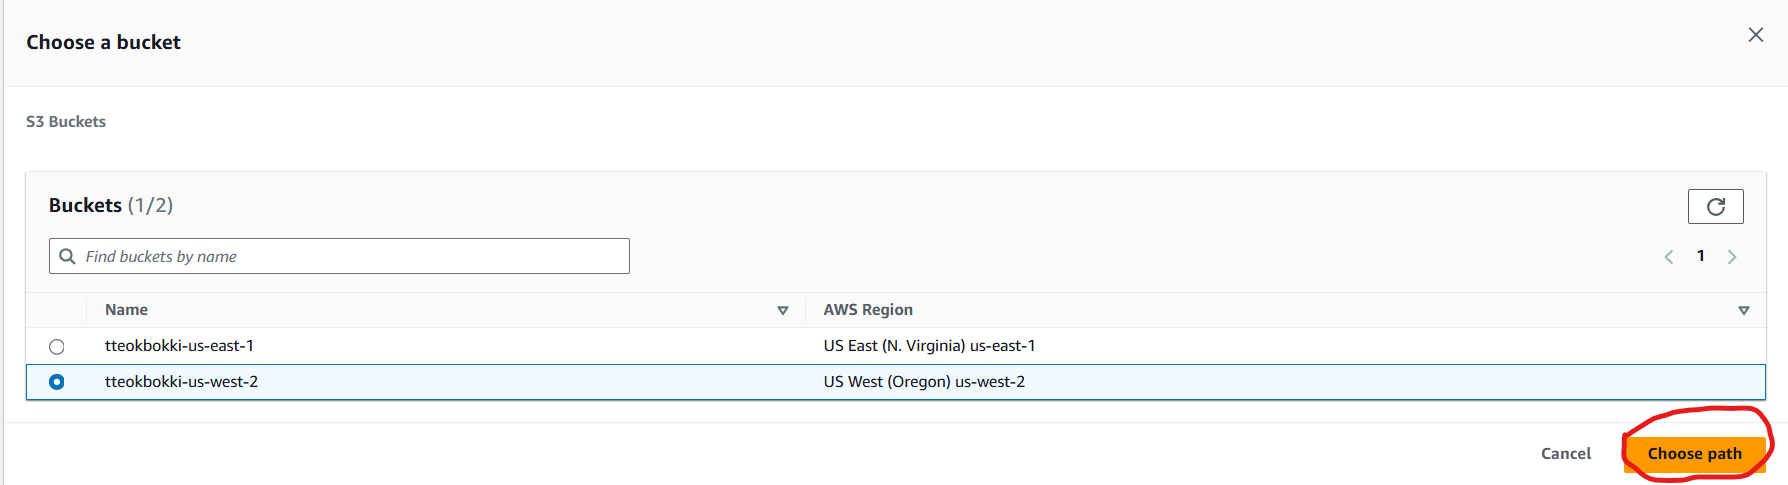 Choose a bucket
S3 Buckets
Buckets (1/2)
Find buckets by name
1
Name AWS Region
tteokbokki-us-east-1 US East (N. Virginia) us-east-1
tteokbokki-us-west-2 US West (Oregon) us-west-2
Cancel Choose path